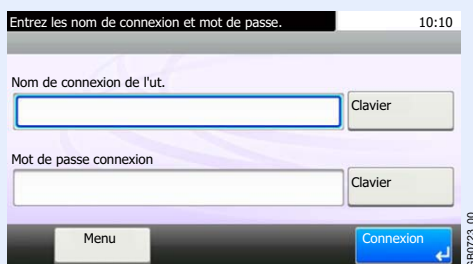 Entrez les nom de connexion et mot de passe. 10:10
Nom de connexion de l'ut.
Clavier
Mot de passe connexion
Clavier
Menu Connexion
GB0723_00